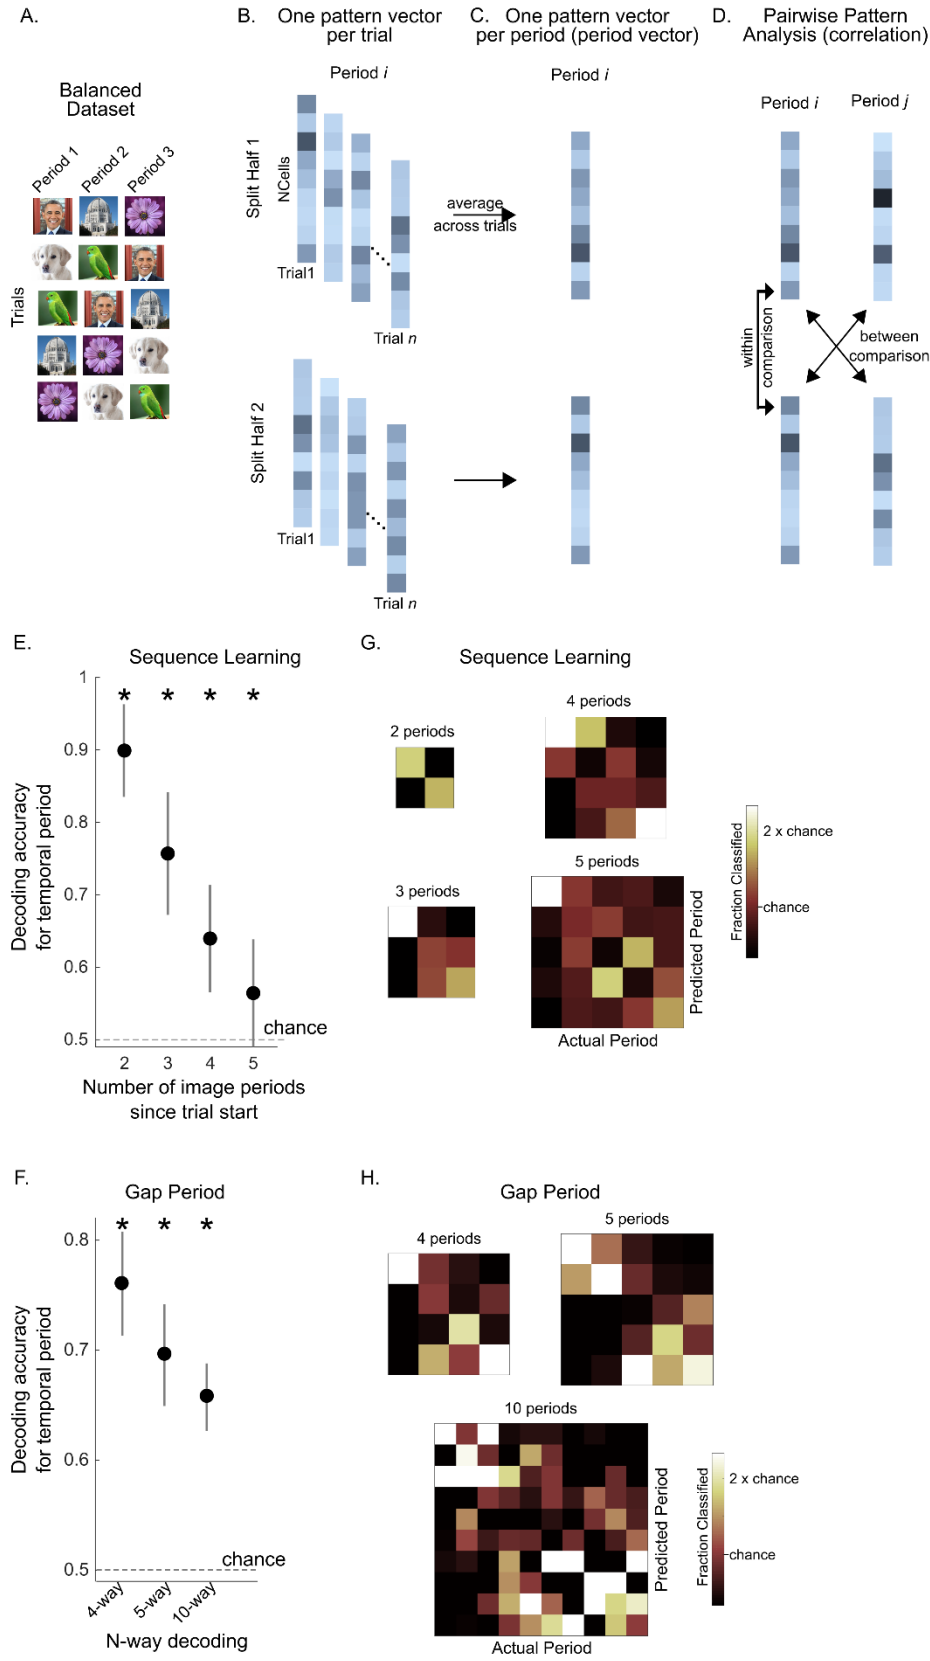 A.
Balanced
Dataset
Period 1
Period 2
Period 3
Trials
B.
One pattern vector
per trial
Period i
Split Half 1
NCells
Trial1
Trial n
Split Half 2
Trial1
Trial n
C.
One pattern vector
per period (period vector)
Period i
average
across trials
D.
Pairwise Pattern
Analysis (correlation)
Period i
Period j
within
comparison
between
comparison
E.
Sequence Learning
Decoding accuracy
for temporal period
1
0.9
0.8
0.7
0.6
0.5
* * * *
chance
2 3 4 5
Number of image periods
since trial start
G.
Sequence Learning
2 periods
4 periods
3 periods
5 periods
Predicted Period
Actual Period
Fraction Classified
2 x chance
chance
F.
Gap Period
Decoding accuracy
for temporal period
0.8
0.7
0.6
0.5
* * *
chance
4-way
5-way
10-way
N-way decoding
H.
Gap Period
4 periods
5 periods
10 periods
Predicted Period
Actual Period
Fraction Classified
2 x chance
chance